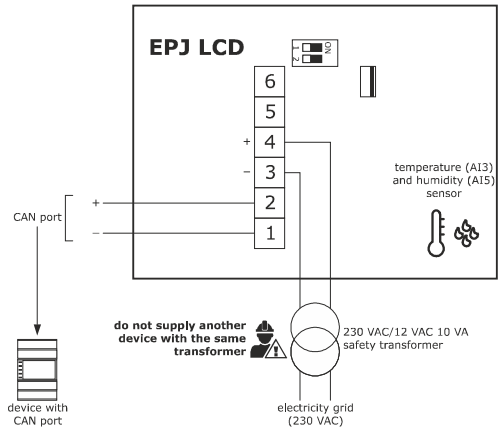 EPJ LCD
ON
1
2
6
5
+ 4
− 3
+ 2
− 1
CAN port
temperature (AI3)
and humidity (AI5)
sensor
do not supply another
device with the same
transformer
230 VAC/12 VAC 10 VA
safety transformer
device with
CAN port
electricity grid
(230 VAC)